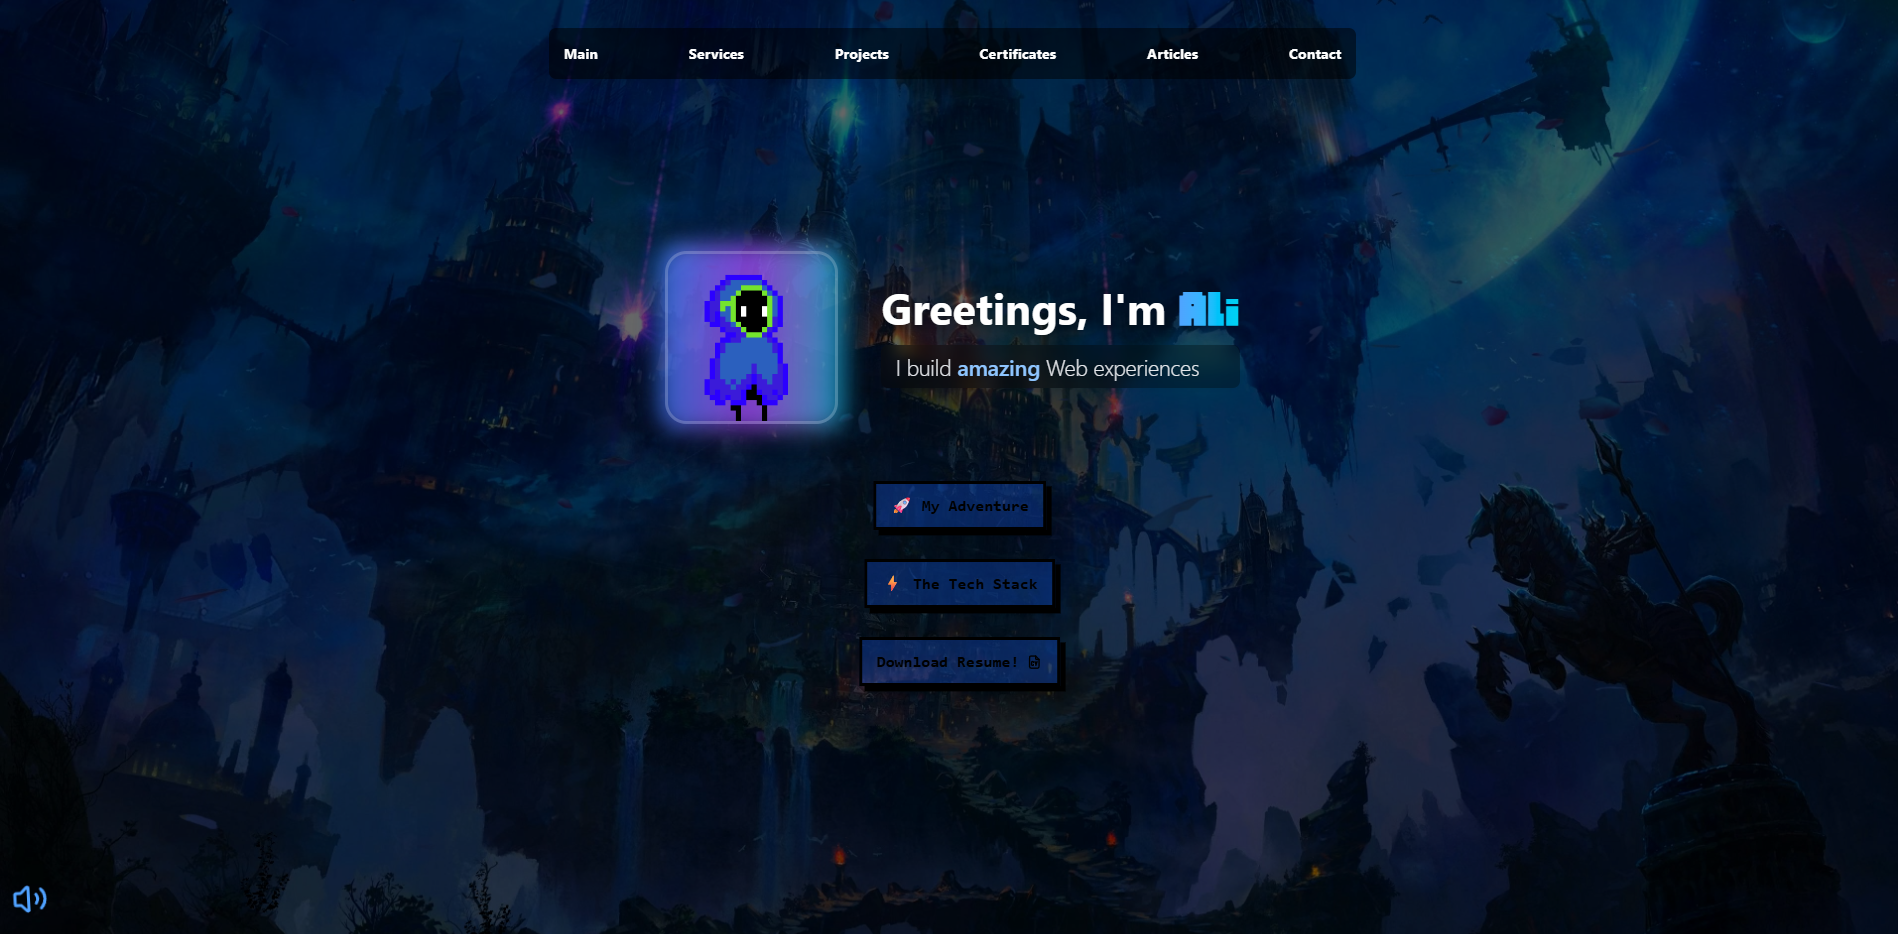 Main Services Projects Certificates Articles Contact
Greetings, I'm ALi
I build amazing Web experiences
🚀 My Adventure
⚡ The Tech Stack
Download Resume!